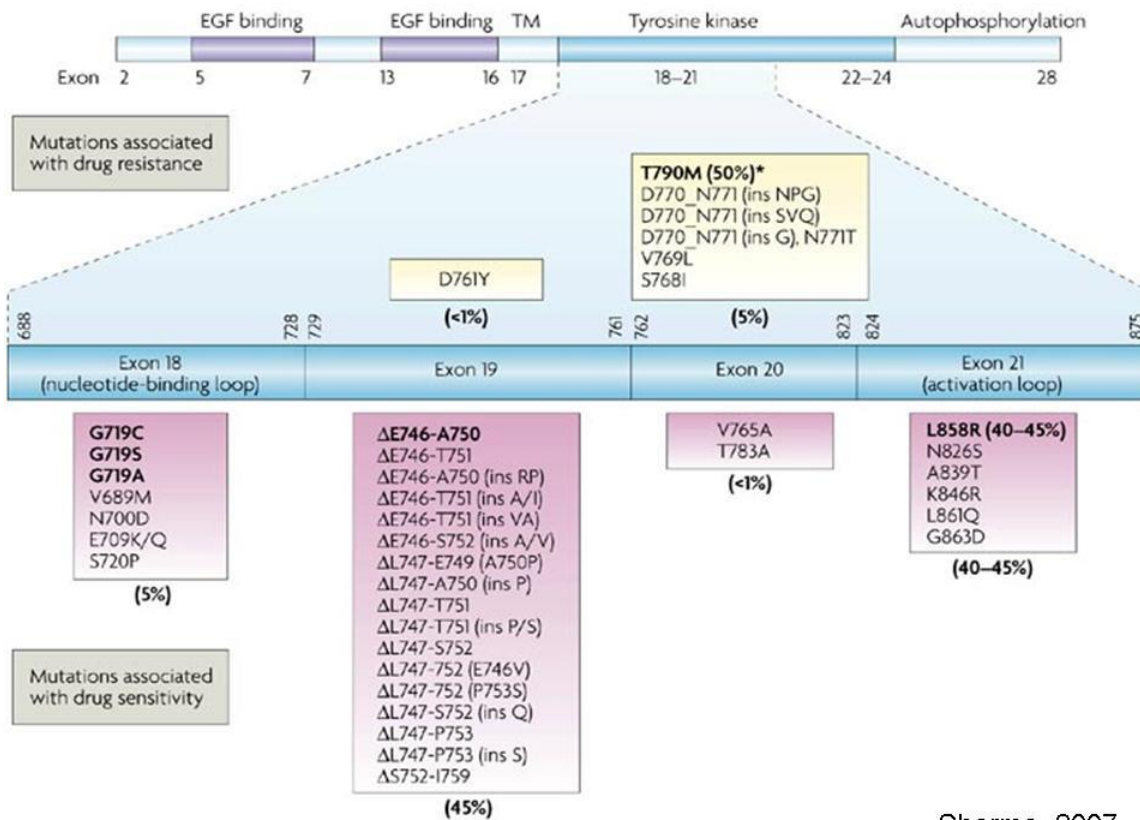 EGF binding EGF binding TM Tyrosine kinase Autophosphorylation
Exon 2 5 7 13 16 17 18–21 22–24 28
Mutations associated
with drug resistance
T790M (50%)*
D770_N771 (ins NPG)
D770_N771 (ins SVQ)
D770_N771 (ins G), N771T
V769L
S768I
(5%)
D761Y
(<1%)
688 728 729 761 762 823 824 875
Exon 18
(nucleotide-binding loop)
Exon 19
Exon 20
Exon 21
(activation loop)
G719C
G719S
G719A
V689M
N700D
E709K/Q
S720P
(5%)
ΔE746-A750
ΔE746-T751
ΔE746-A750 (ins RP)
ΔE746-T751 (ins A/I)
ΔE746-T751 (ins VA)
ΔE746-S752 (ins A/V)
ΔL747-E749 (A750P)
ΔL747-A750 (ins P)
ΔL747-T751
ΔL747-T751 (ins P/S)
ΔL747-S752
ΔL747-752 (E746V)
ΔL747-752 (P753S)
ΔL747-S752 (ins Q)
ΔL747-P753
ΔL747-P753 (ins S)
ΔS752-I759
(45%)
V765A
T783A
(<1%)
L858R (40–45%)
N826S
A839T
K846R
L861Q
G863D
(40–45%)
Mutations associated
with drug sensitivity
2007